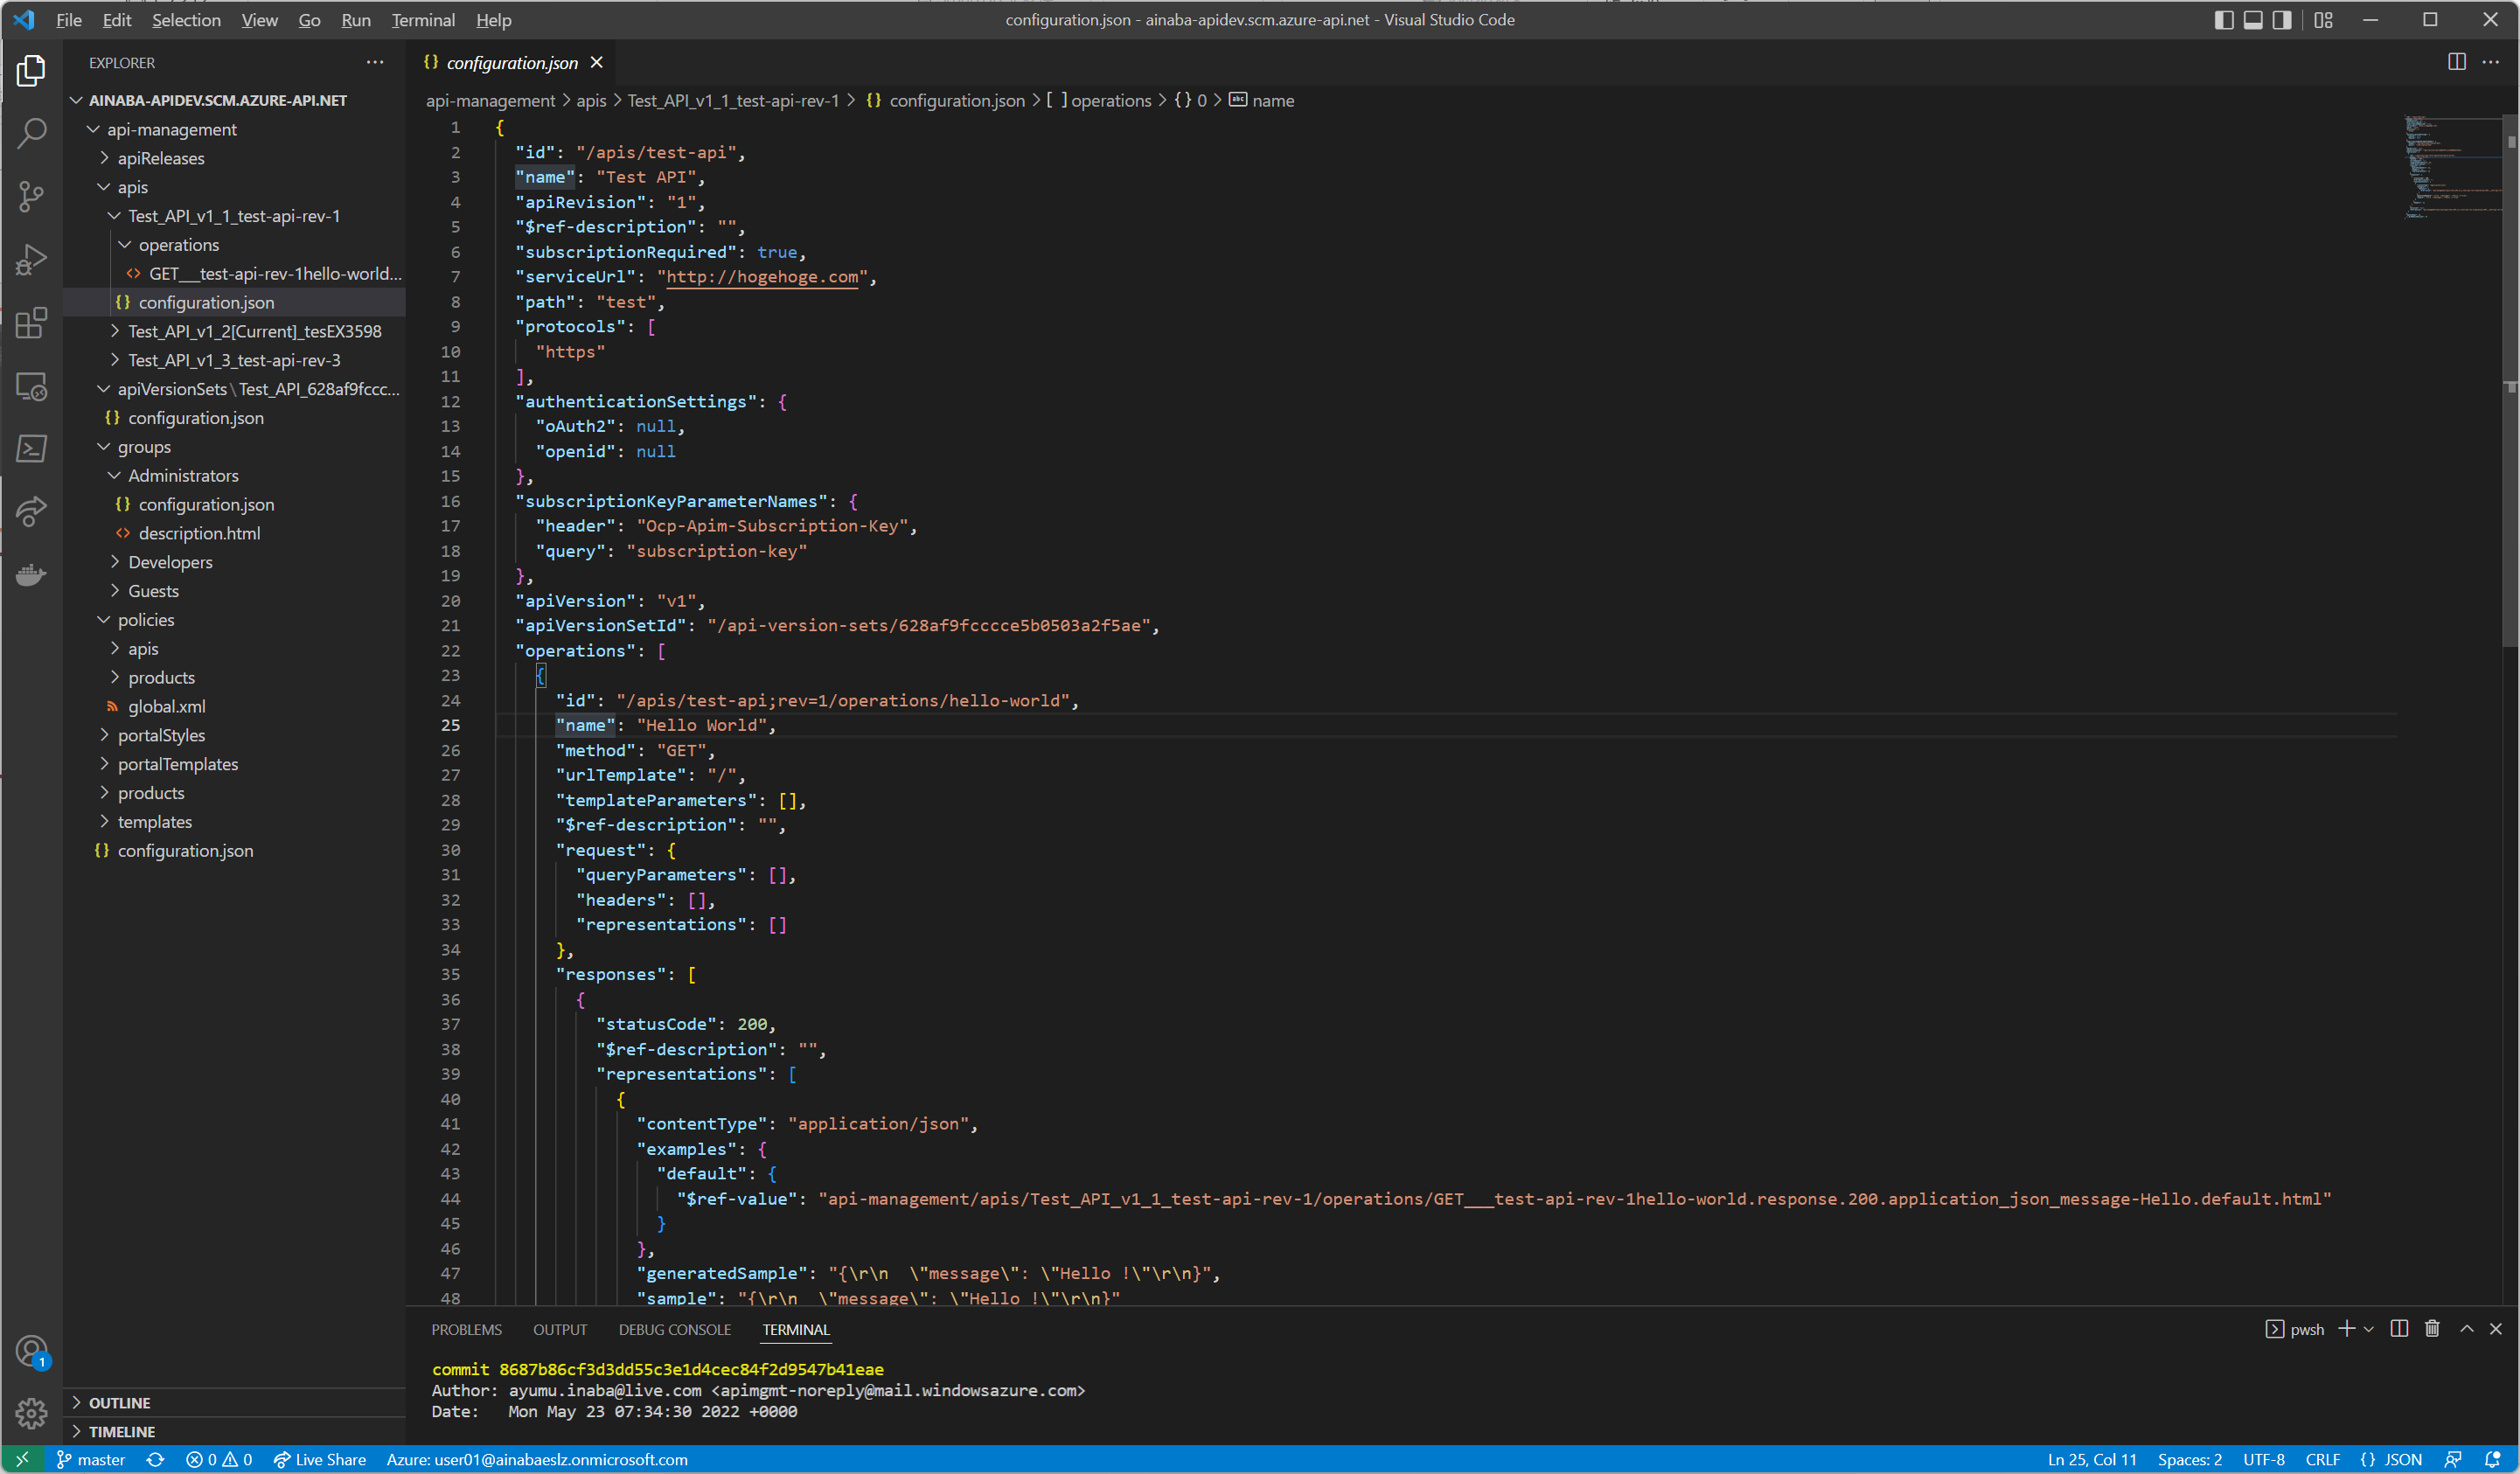 File Edit Selection View Go Run Terminal Help
configuration.json - ainaba-apidev.scm.azure-api.net - Visual Studio Code
EXPLORER
AINABA-APIDEV.SCM.AZURE-API.NET
api-management
apiReleases
apis
Test_API_v1_1_test-api-rev-1
operations
GET___test-api-rev-1hello-world...
configuration.json
Test_API_v1_2[Current]_tesEX3598
Test_API_v1_3_test-api-rev-3
apiVersionSets\Test_API_628af9fccc...
configuration.json
groups
Administrators
configuration.json
description.html
Developers
Guests
policies
apis
products
global.xml
portalStyles
portalTemplates
products
templates
configuration.json
OUTLINE
TIMELINE
configuration.json
api-management > apis > Test_API_v1_1_test-api-rev-1 > {} configuration.json > [ ] operations > {} 0 > abc name
1 {
2 "id": "/apis/test-api",
3 "name": "Test API",
4 "apiRevision": "1",
5 "$ref-description": "",
6 "subscriptionRequired": true,
7 "serviceUrl": "http://hogehoge.com",
8 "path": "test",
9 "protocols": [
10 "https"
11 ],
12 "authenticationSettings": {
13 "oAuth2": null,
14 "openid": null
15 },
16 "subscriptionKeyParameterNames": {
17 "header": "Ocp-Apim-Subscription-Key",
18 "query": "subscription-key"
19 },
20 "apiVersion": "v1",
21 "apiVersionSetId": "/api-version-sets/628af9fcccce5b0503a2f5ae",
22 "operations": [
23 {
24 "id": "/apis/test-api;rev=1/operations/hello-world",
25 "name": "Hello World",
26 "method": "GET",
27 "urlTemplate": "/",
28 "templateParameters": [],
29 "$ref-description": "",
30 "request": {
31 "queryParameters": [],
32 "headers": [],
33 "representations": []
34 },
35 "responses": [
36 {
37 "statusCode": 200,
38 "$ref-description": "",
39 "representations": [
40 {
41 "contentType": "application/json",
42 "examples": {
43 "default": {
44 "$ref-value": "api-management/apis/Test_API_v1_1_test-api-rev-1/operations/GET___test-api-rev-1hello-world.response.200.application_json_message-Hello.default.html"
45 }
46 },
47 "generatedSample": "{\r\n  \"message\": \"Hello !\"\r\n}",
48 "sample": "{\r\n  \"message\": \"Hello !\"\r\n}"
PROBLEMS OUTPUT DEBUG CONSOLE TERMINAL
pwsh
commit 8687b86cf3d3dd55c3e1d4cec84f2d9547b41eae
Author: ayumu.inaba@live.com <apimgmt-noreply@mail.windowsazure.com>
Date:   Mon May 23 07:34:30 2022 +0000
1
master 0 0 Live Share Azure: user01@ainabaeslz.onmicrosoft.com
Ln 25, Col 11 Spaces: 2 UTF-8 CRLF {} JSON